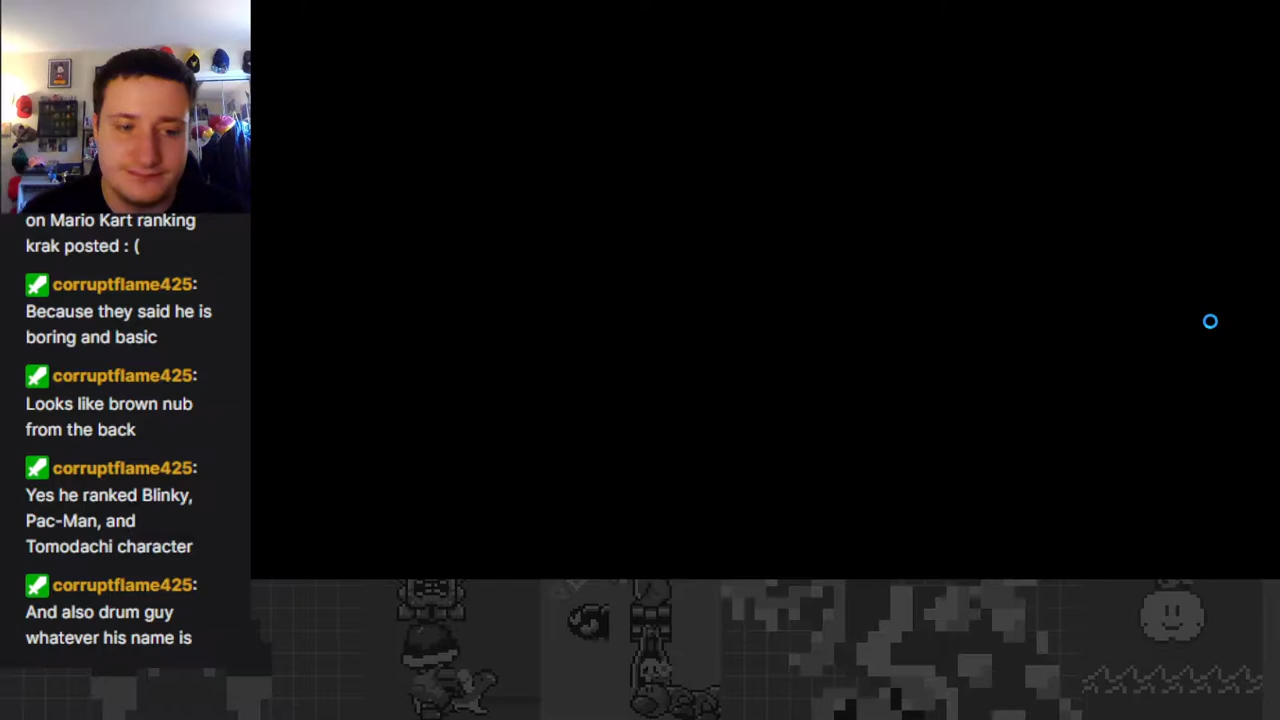 on Mario Kart ranking
krak posted : (
corruptflame425:
Because they said he is
boring and basic
corruptflame425:
Looks like brown nub
from the back
corruptflame425:
Yes he ranked Blinky,
Pac-Man, and
Tomodachi character
corruptflame425:
And also drum guy
whatever his name is